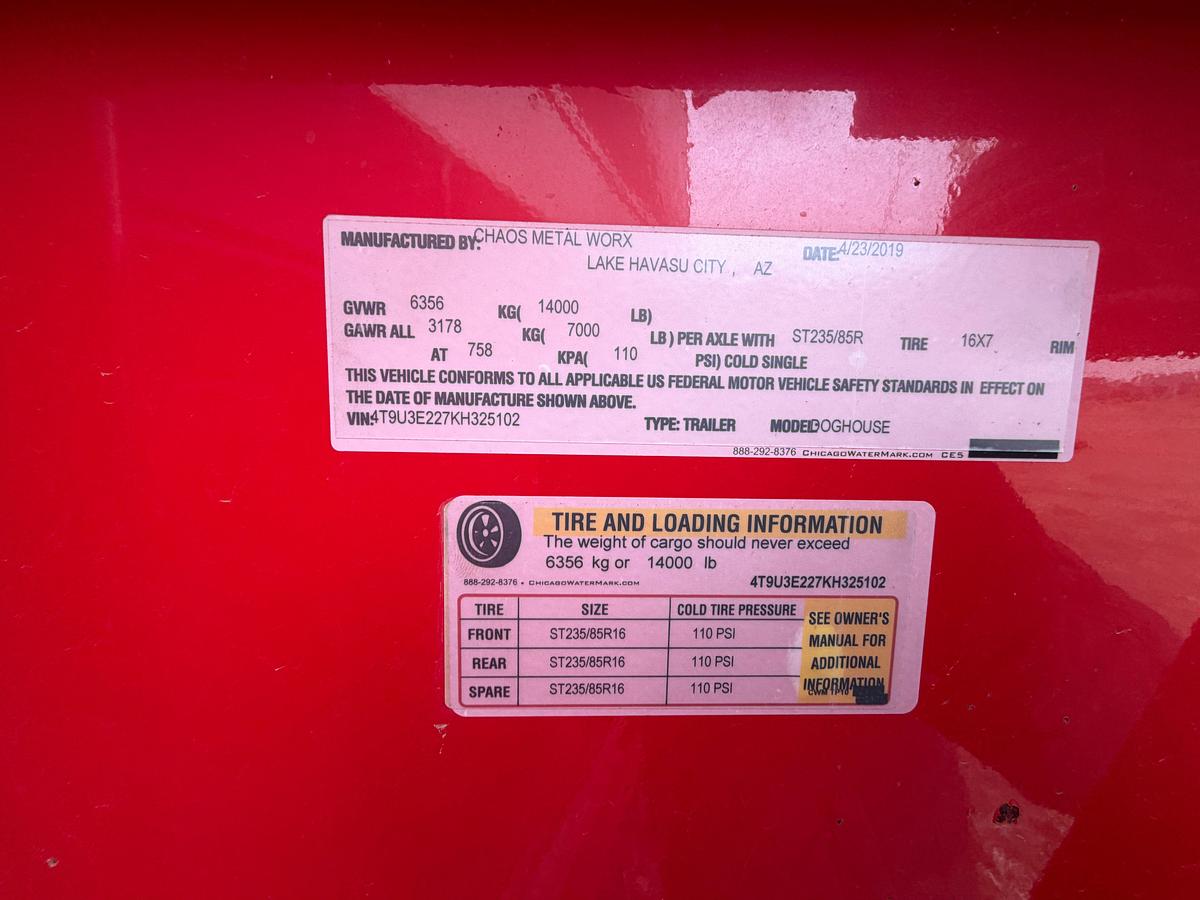 MANUFACTURED BY: CHAOS METAL WORX DATE: 4/23/2019
LAKE HAVASU CITY , AZ
GVWR 6356 KG( 14000 LB)
GAWR ALL 3178 KG( 7000 LB ) PER AXLE WITH ST235/85R TIRE 16X7 RIM
AT 758 KPA( 110 PSI) COLD SINGLE
THIS VEHICLE CONFORMS TO ALL APPLICABLE US FEDERAL MOTOR VEHICLE SAFETY STANDARDS IN EFFECT ON
THE DATE OF MANUFACTURE SHOWN ABOVE.
VIN: 4T9U3E227KH325102 TYPE: TRAILER MODEL: DOGHOUSE
888-292-8376 CHICAGOWATERMARK.COM CE5
TIRE AND LOADING INFORMATION
The weight of cargo should never exceed
6356 kg or 14000 lb
888-292-8376 • CHICAGOWATERMARK.COM 4T9U3E227KH325102
TIRE SIZE COLD TIRE PRESSURE
FRONT ST235/85R16 110 PSI
REAR ST235/85R16 110 PSI
SPARE ST235/85R16 110 PSI
SEE OWNER'S
MANUAL FOR
ADDITIONAL
INFORMATION